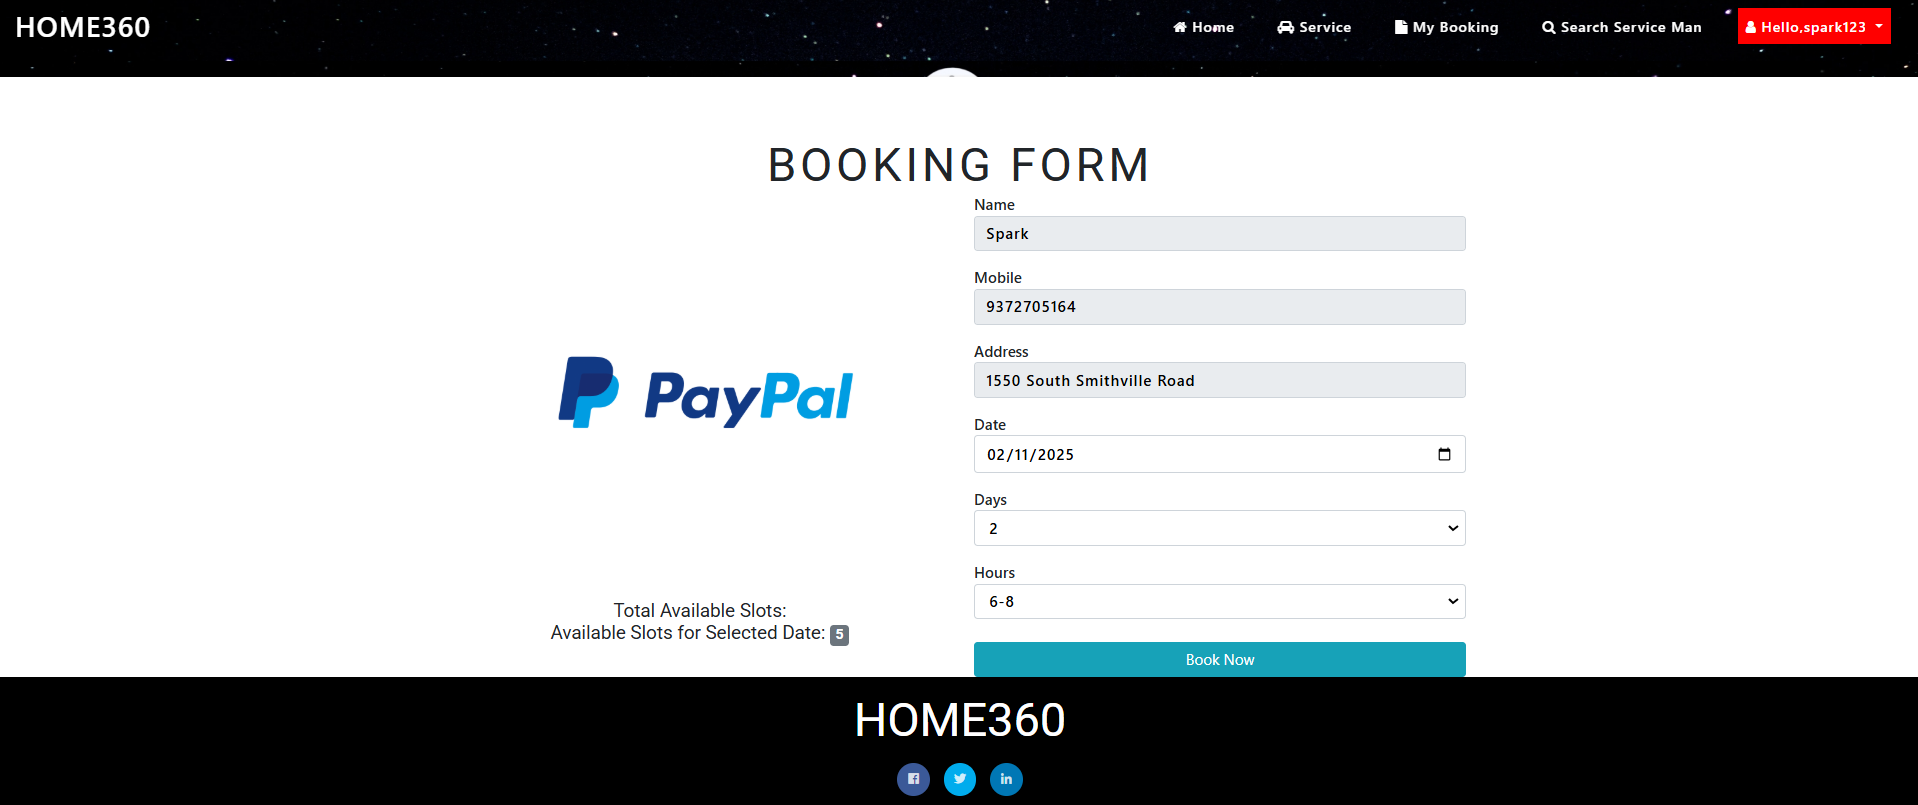 HOME360
Home
Service
My Booking
Search Service Man
Hello,spark123
BOOKING FORM
Name
Spark
Mobile
9372705164
Address
1550 South Smithville Road
PayPal
Date
02/11/2025
Days
2
Hours
6-8
Total Available Slots:
Available Slots for Selected Date: 5
Book Now
HOME360